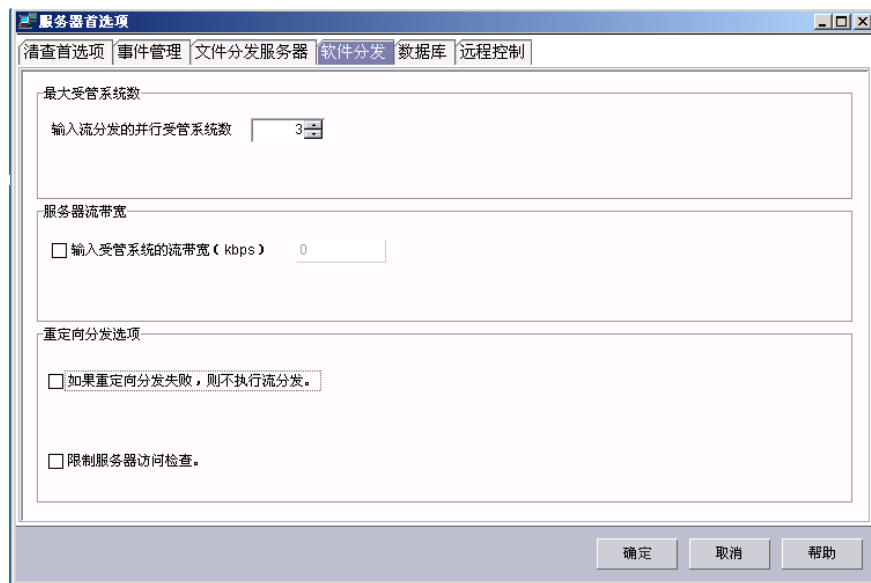 服务器首选项
清查首选项 事件管理 文件分发服务器 软件分发 数据库 远程控制
最大受管系统数
输入流分发的并行受管系统数 3
服务器流带宽
输入受管系统的流带宽(kbps) 0
重定向分发选项
如果重定向分发失败,则不执行流分发。
限制服务器访问检查。
确定 取消 帮助